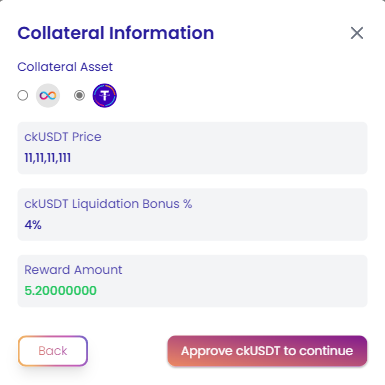 Collateral Information
Collateral Asset
ckUSDT Price
11,11,11,111
ckUSDT Liquidation Bonus %
4%
Reward Amount
5.20000000
Back
Approve ckUSDT to continue